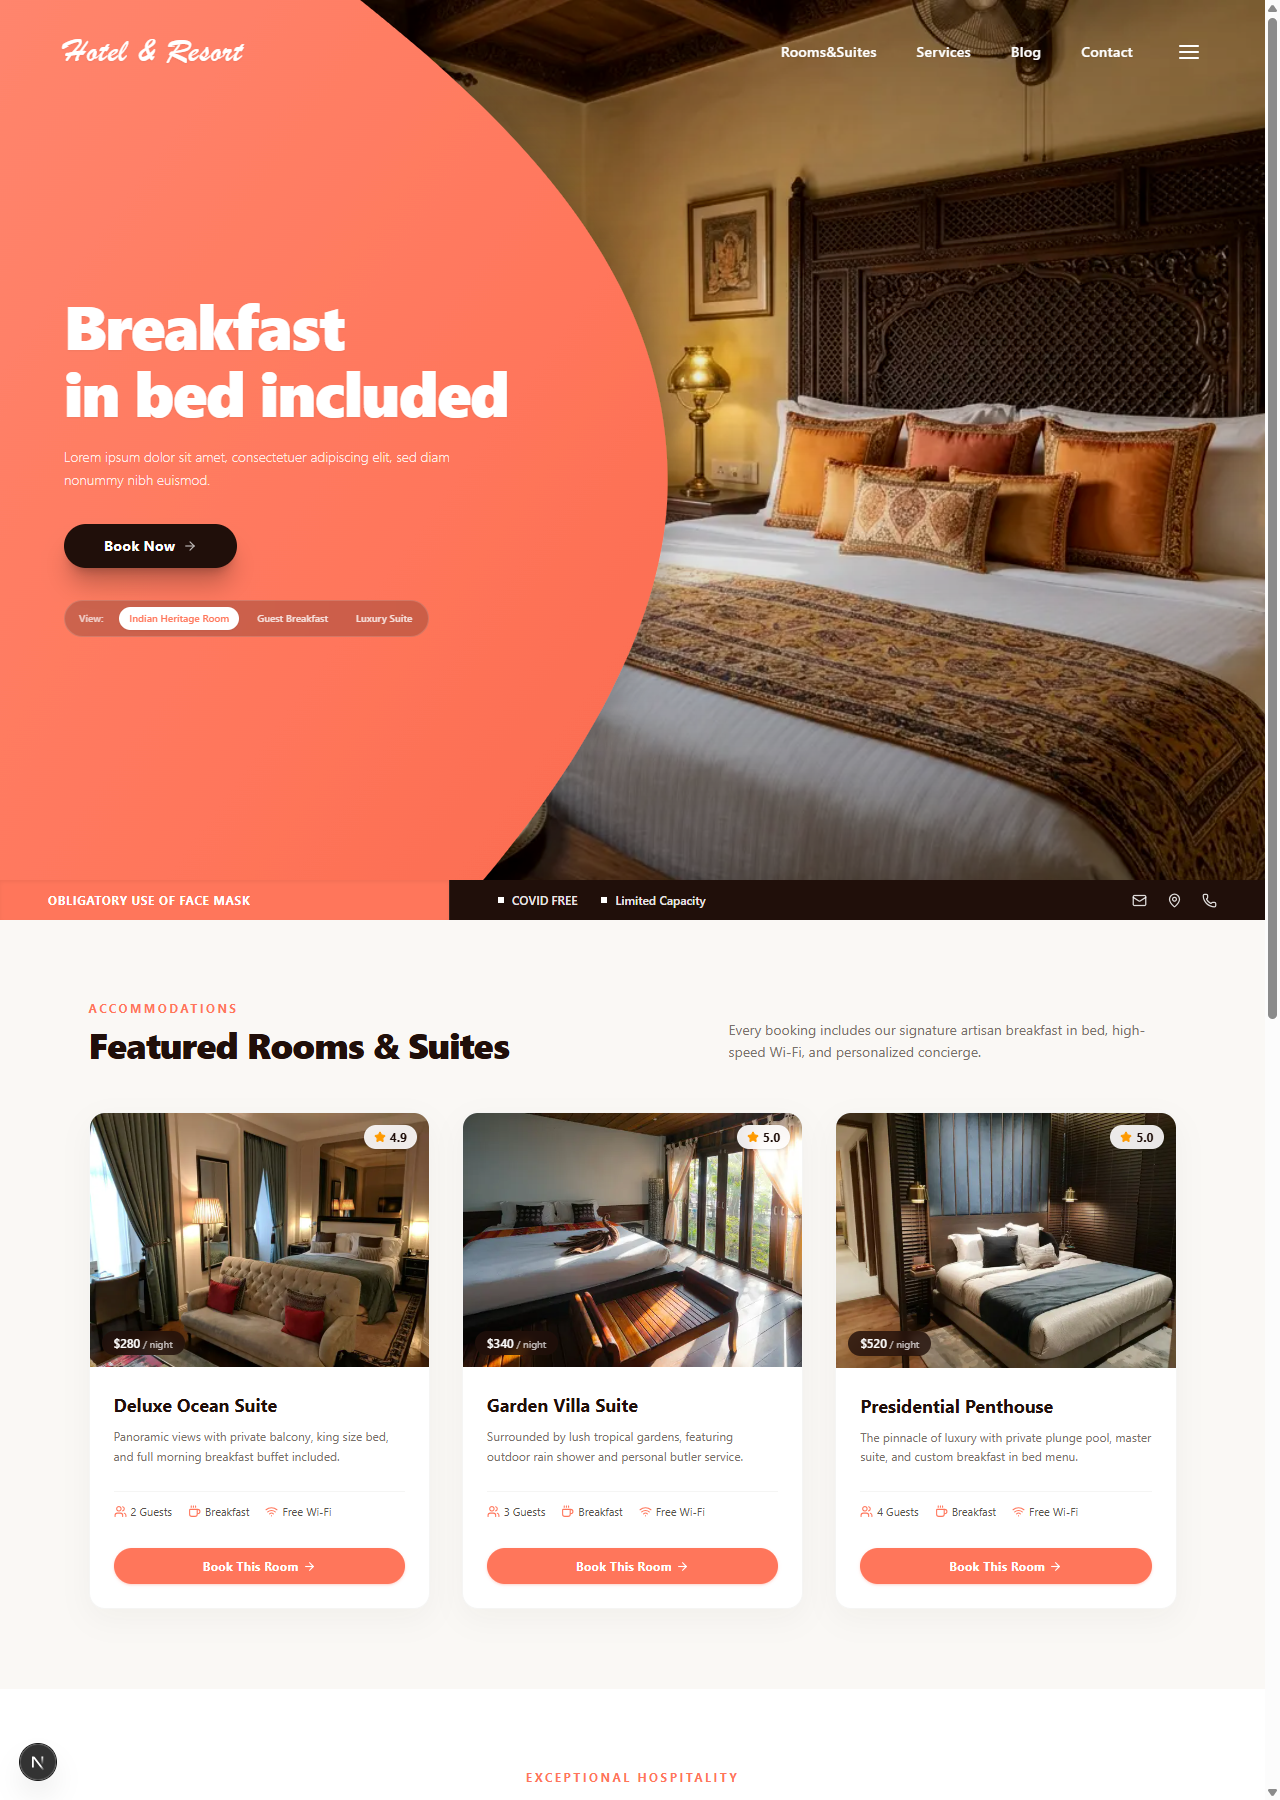 Hotel & Resort
Rooms&Suites
Services
Blog
Contact
Breakfast
in bed included
Lorem ipsum dolor sit amet, consectetuer adipiscing elit, sed diam
nonummy nibh euismod.
Book Now
View:
Indian Heritage Room
Guest Breakfast
Luxury Suite
OBLIGATORY USE OF FACE MASK
COVID FREE
Limited Capacity
ACCOMMODATIONS
Featured Rooms & Suites
Every booking includes our signature artisan breakfast in bed, high-
speed Wi-Fi, and personalized concierge.
4.9
$280 / night
Deluxe Ocean Suite
Panoramic views with private balcony, king size bed,
and full morning breakfast buffet included.
2 Guests
Breakfast
Free Wi-Fi
Book This Room
5.0
$340 / night
Garden Villa Suite
Surrounded by lush tropical gardens, featuring
outdoor rain shower and personal butler service.
3 Guests
Breakfast
Free Wi-Fi
Book This Room
5.0
$520 / night
Presidential Penthouse
The pinnacle of luxury with private plunge pool, master
suite, and custom breakfast in bed menu.
4 Guests
Breakfast
Free Wi-Fi
Book This Room
N
EXCEPTIONAL HOSPITALITY